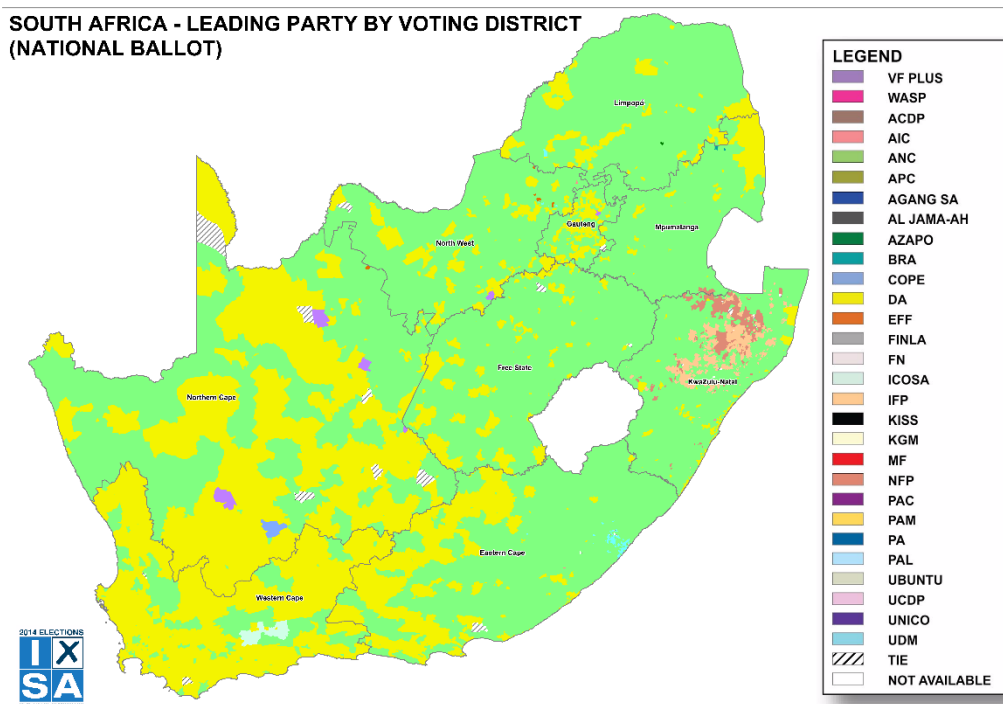 SOUTH AFRICA - LEADING PARTY BY VOTING DISTRICT
(NATIONAL BALLOT)
LEGEND
VF PLUS
WASP
ACDP
AIC
ANC
APC
AGANG SA
AL JAMA-AH
AZAPO
BRA
COPE
DA
EFF
FINLA
FN
ICOSA
IFP
KISS
KGM
MF
NFP
PAC
PAM
PA
PAL
UBUNTU
UCDP
UNICO
UDM
TIE
NOT AVAILABLE
Limpopo
Gauteng
Mpumalanga
North West
Free State
KwaZulu-Natal
Northern Cape
Eastern Cape
Western Cape
2014 ELECTIONS
IX
SA